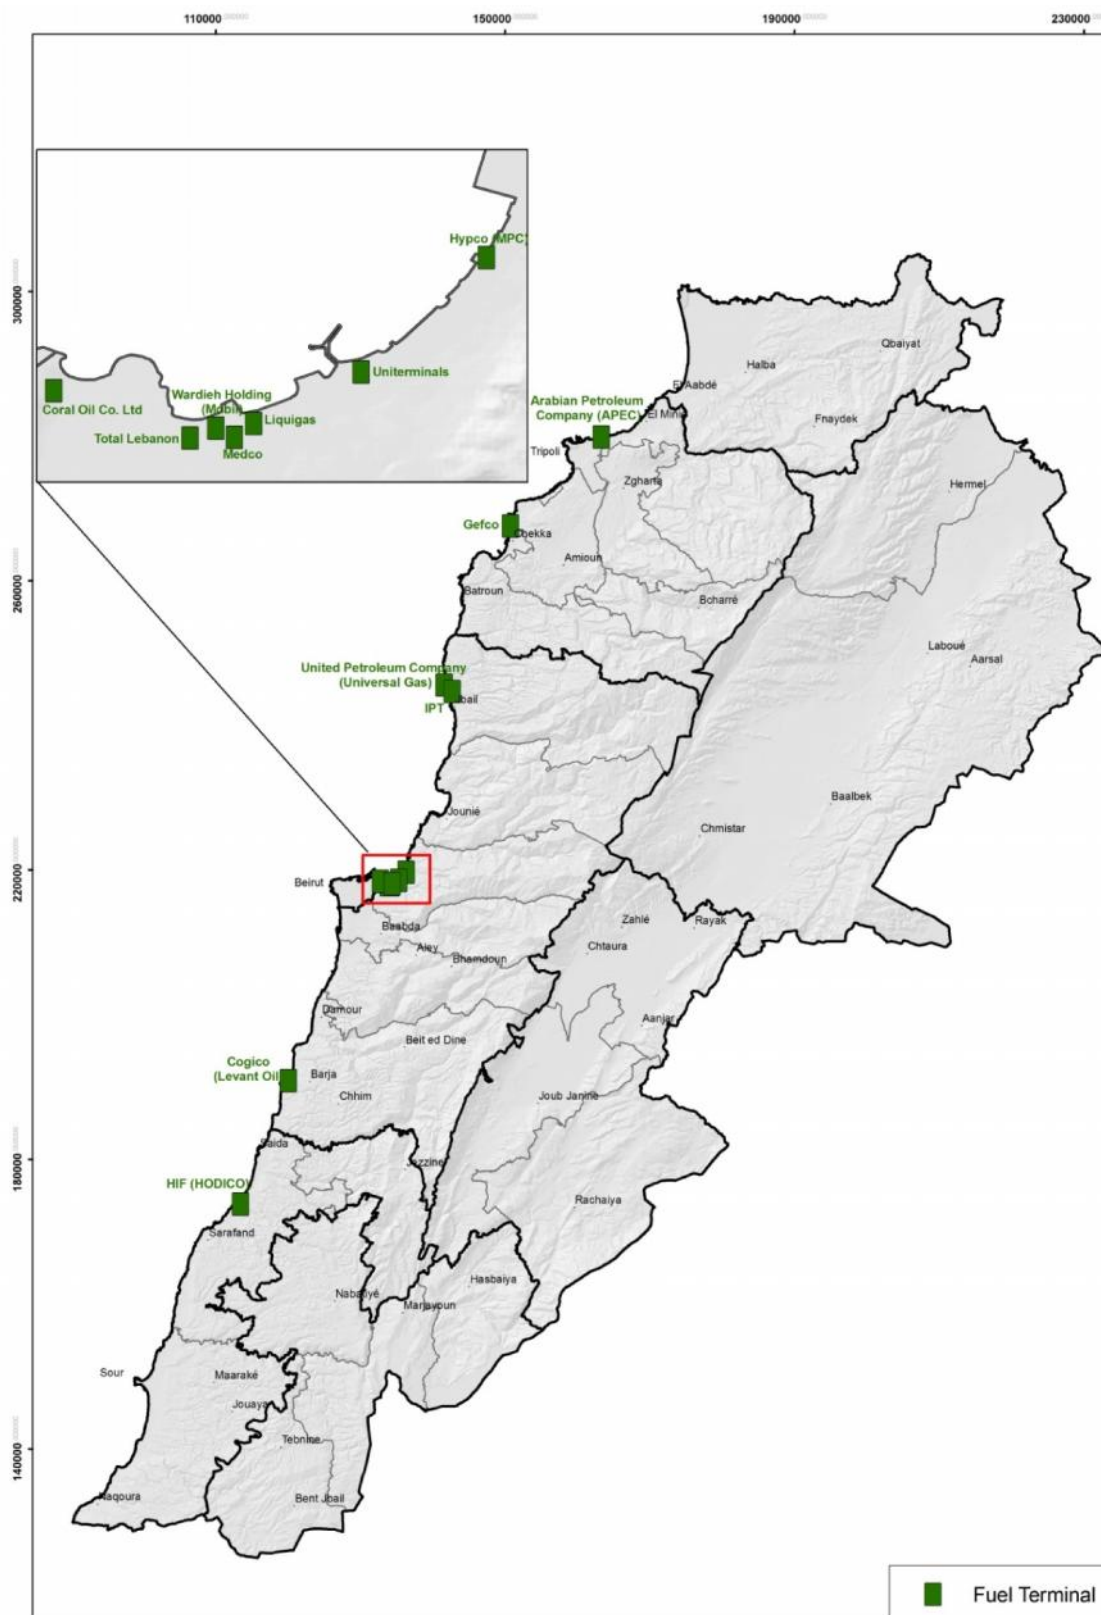 110000
150000
190000
230000
300000
260000
220000
180000
140000
Hypco (MPC)
Uniterminals
Coral Oil Co. Ltd
Wardieh Holding
(Mobil)
Liquigas
Total Lebanon
Medco
Qbaiyat
Halba
El Aabdé
Arabian Petroleum
Company (APEC)
El Minie
Fnaydek
Tripoli
Zgharta
Hermel
Gefco
Chekka
Amioun
Batroun
Bcharré
Laboué
Aarsal
United Petroleum Company
(Universal Gas)
Jbail
IPT
Jounié
Baalbek
Chmistar
Beirut
Baabda
Zahlé
Rayak
Aley
Chtaura
Bhamdoun
Damour
Aanjar
Beit ed Dine
Cogico
(Levant Oil)
Barja
Chhim
Joub Janine
Saida
Jezzine
HIF (HODICO)
Rachaiya
Sarafand
Hasbaiya
Nabatiyé
Marjayoun
Sour
Maaraké
Jouaya
Tebnine
Naqoura
Bent Jbail
Fuel Terminal